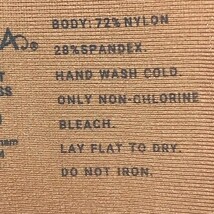 A®
BODY: 72% NYLON
28% SPANDEX.
HAND WASH COLD.
ONLY NON-CHLORINE
BLEACH.
LAY FLAT TO DRY.
DO NOT IRON.